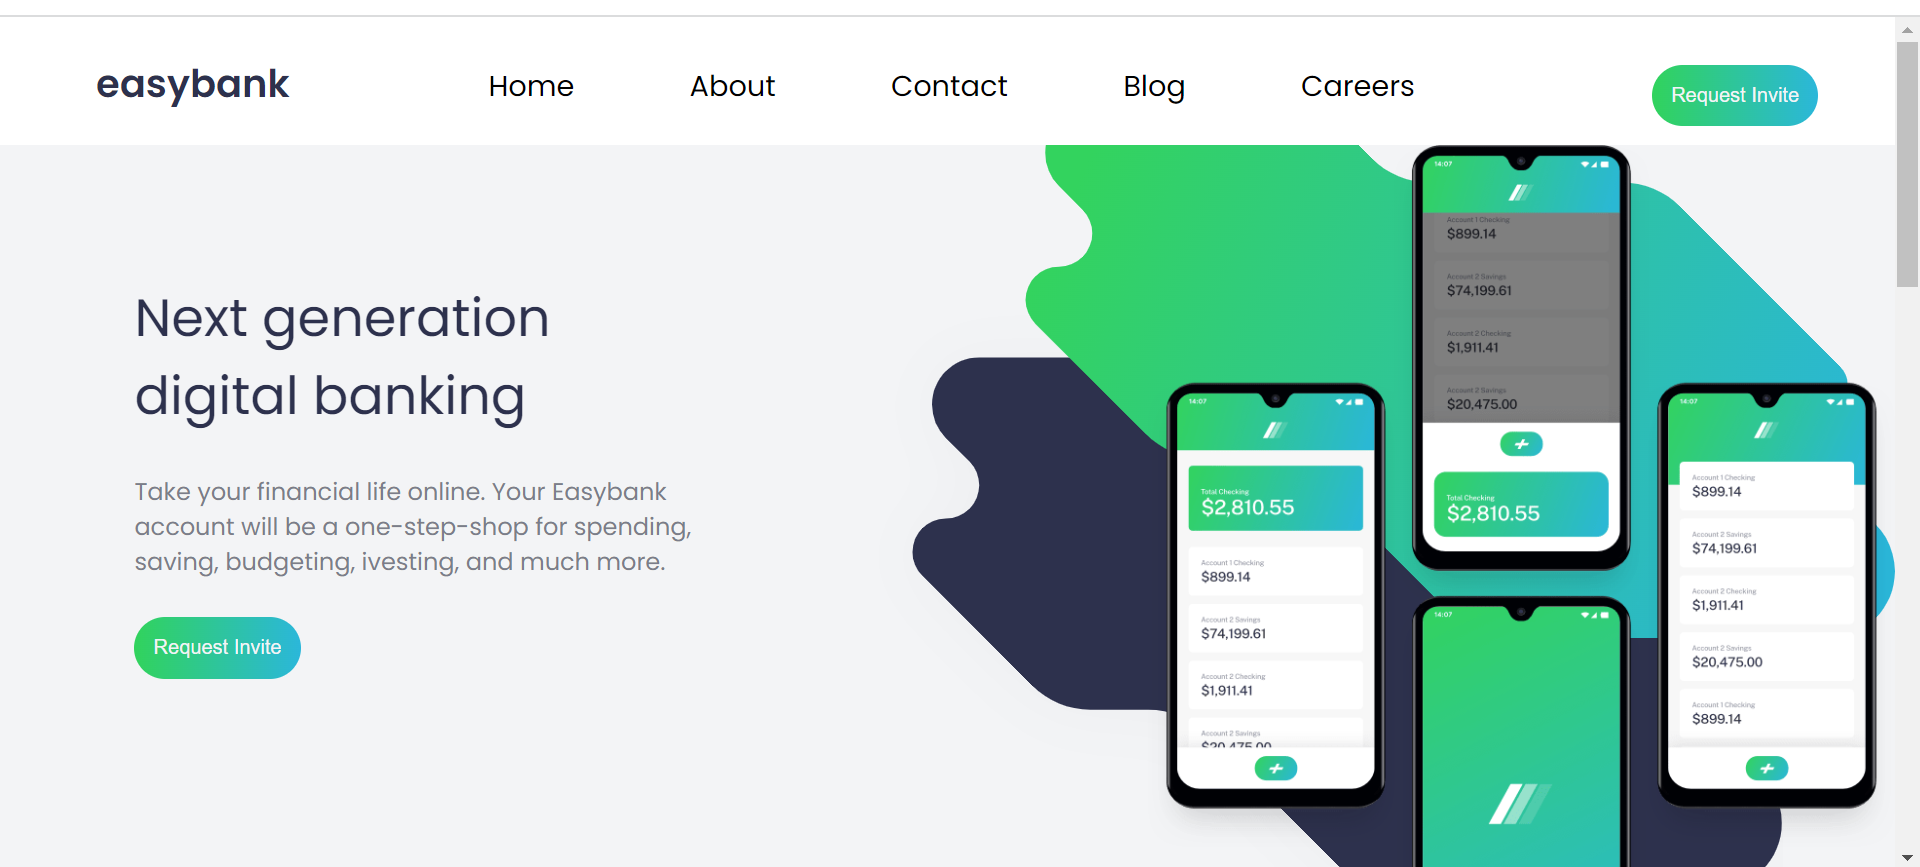 easybank
Home
About
Contact
Blog
Careers
Request Invite
Next generation
digital banking
Take your financial life online. Your Easybank
account will be a one-step-shop for spending,
saving, budgeting, ivesting, and much more.
Request Invite
14:07
Account 1 Checking
$899.14
Account 2 Savings
$74,199.61
Account 2 Checking
$1,911.41
Account 2 Savings
$20,475.00
Total Checking
$2,810.55
14:07
Total Checking
$2,810.55
Account 1 Checking
$899.14
Account 2 Savings
$74,199.61
Account 2 Checking
$1,911.41
Account 2 Savings
$20,475.00
14:07
14:07
Account 1 Checking
$899.14
Account 2 Savings
$74,199.61
Account 2 Checking
$1,911.41
Account 2 Savings
$20,475.00
Account 1 Checking
$899.14